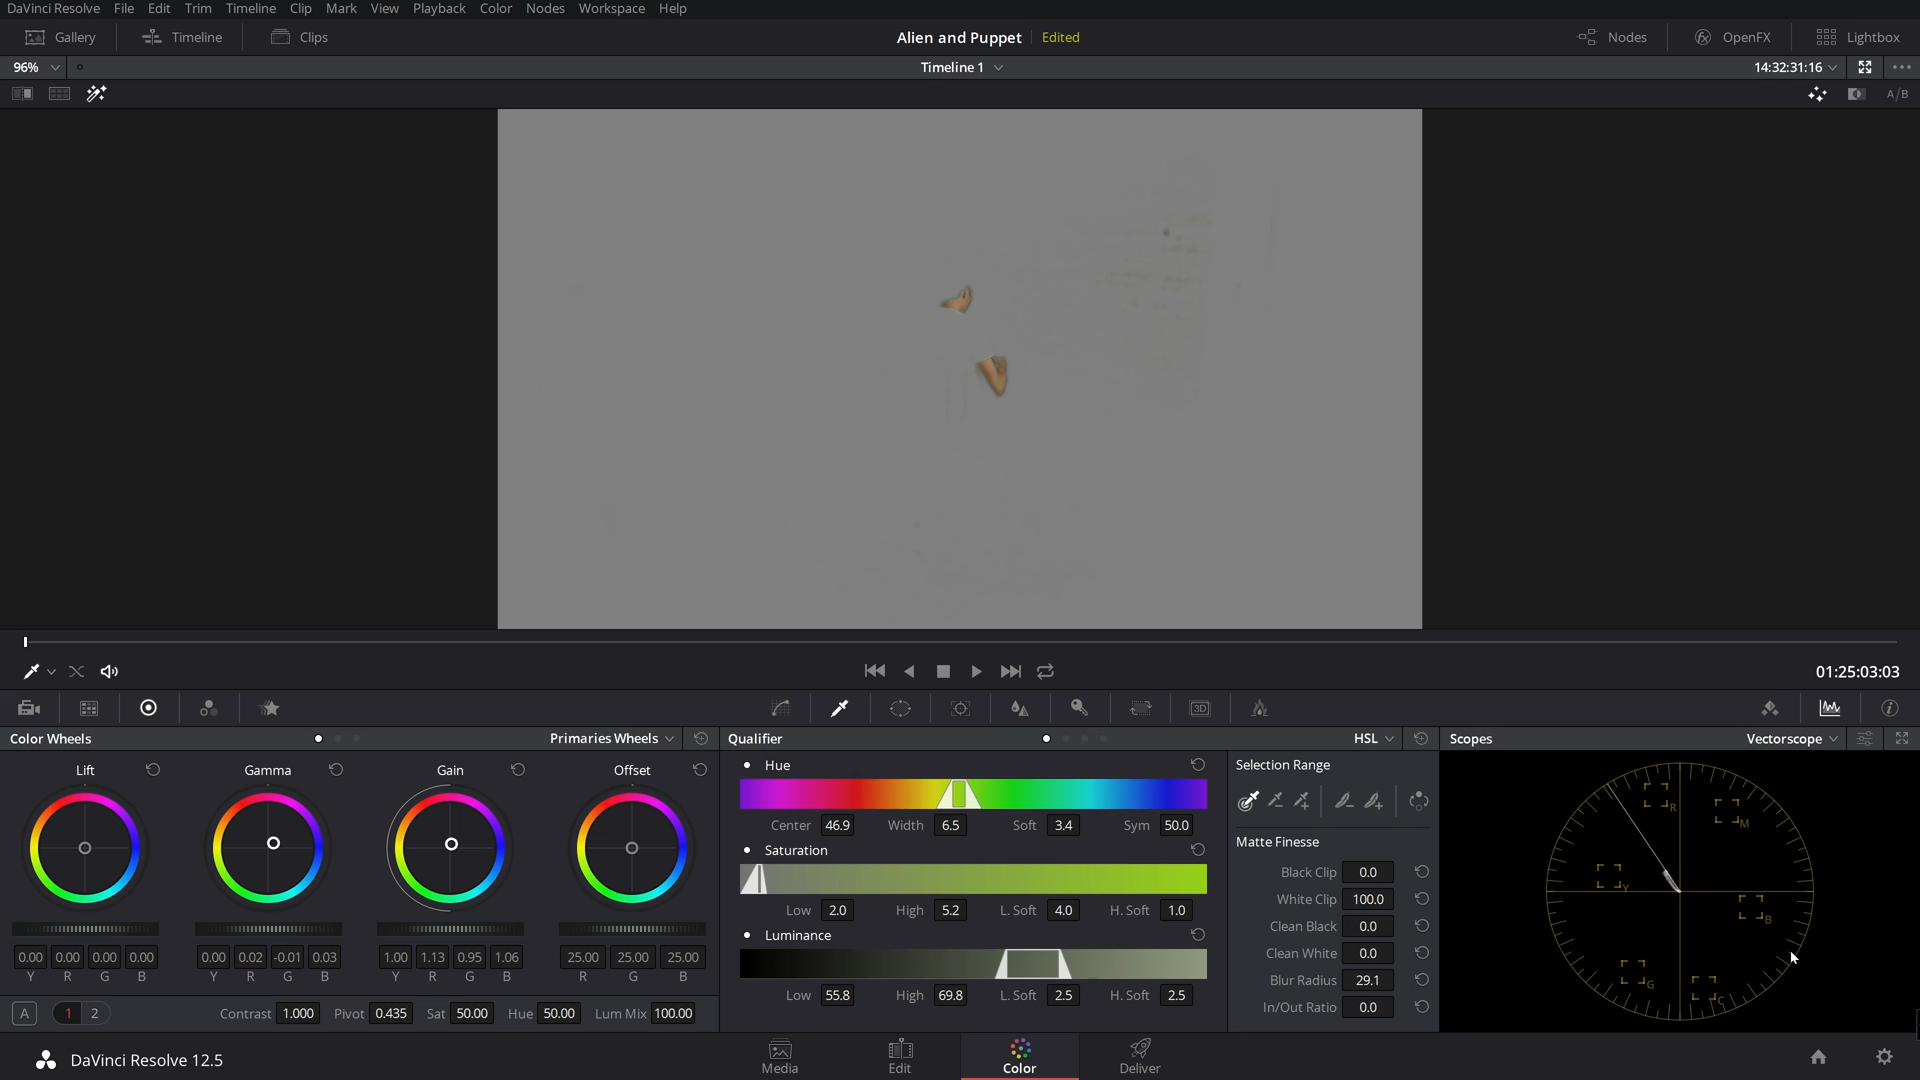 DaVinci Resolve File Edit Trim Timeline Clip Mark View Playback Color Nodes Workspace Help
Gallery Timeline Clips Alien and Puppet Edited Nodes OpenFX Lightbox
96% Timeline 1 14:32:31:16
A/B
01:25:03:03
3D
Color Wheels Primaries Wheels Qualifier HSL Scopes Vectorscope
Lift Gamma Gain Offset
Hue
Center 46.9 Width 6.5 Soft 3.4 Sym 50.0
Saturation
Low 2.0 High 5.2 L. Soft 4.0 H. Soft 1.0
Luminance
Low 55.8 High 69.8 L. Soft 2.5 H. Soft 2.5
Selection Range
Matte Finesse
Black Clip 0.0
White Clip 100.0
Clean Black 0.0
Clean White 0.0
Blur Radius 29.1
In/Out Ratio 0.0
R
M
Y
B
G
C
0.00 0.00 0.00 0.00 0.00 0.02 -0.01 0.03 1.00 1.13 0.95 1.06 25.00 25.00 25.00
Y R G B Y R G B Y R G B R G B
A 1 2 Contrast 1.000 Pivot 0.435 Sat 50.00 Hue 50.00 Lum Mix 100.00
DaVinci Resolve 12.5 Media Edit Color Deliver